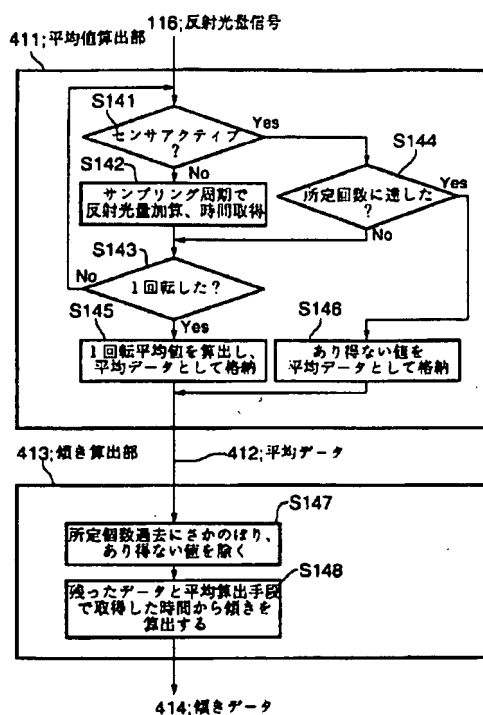 116;反射光量信号
411;平均値算出部
S141
センサアクティブ
?
Yes
No
S142
サンプリング周期で
反射光量加算、時間取得
S144
所定回数に達した
?
Yes
No
S143
No
1回転した?
Yes
S145
1回転平均値を算出し、
平均データとして格納
S146
あり得ない値を
平均データとして格納
413;傾き算出部
412;平均データ
S147
所定個数過去にさかのぼり、
あり得ない値を除く
S148
残ったデータと平均算出手段
で取得した時間から傾きを
算出する
414;傾きデータ